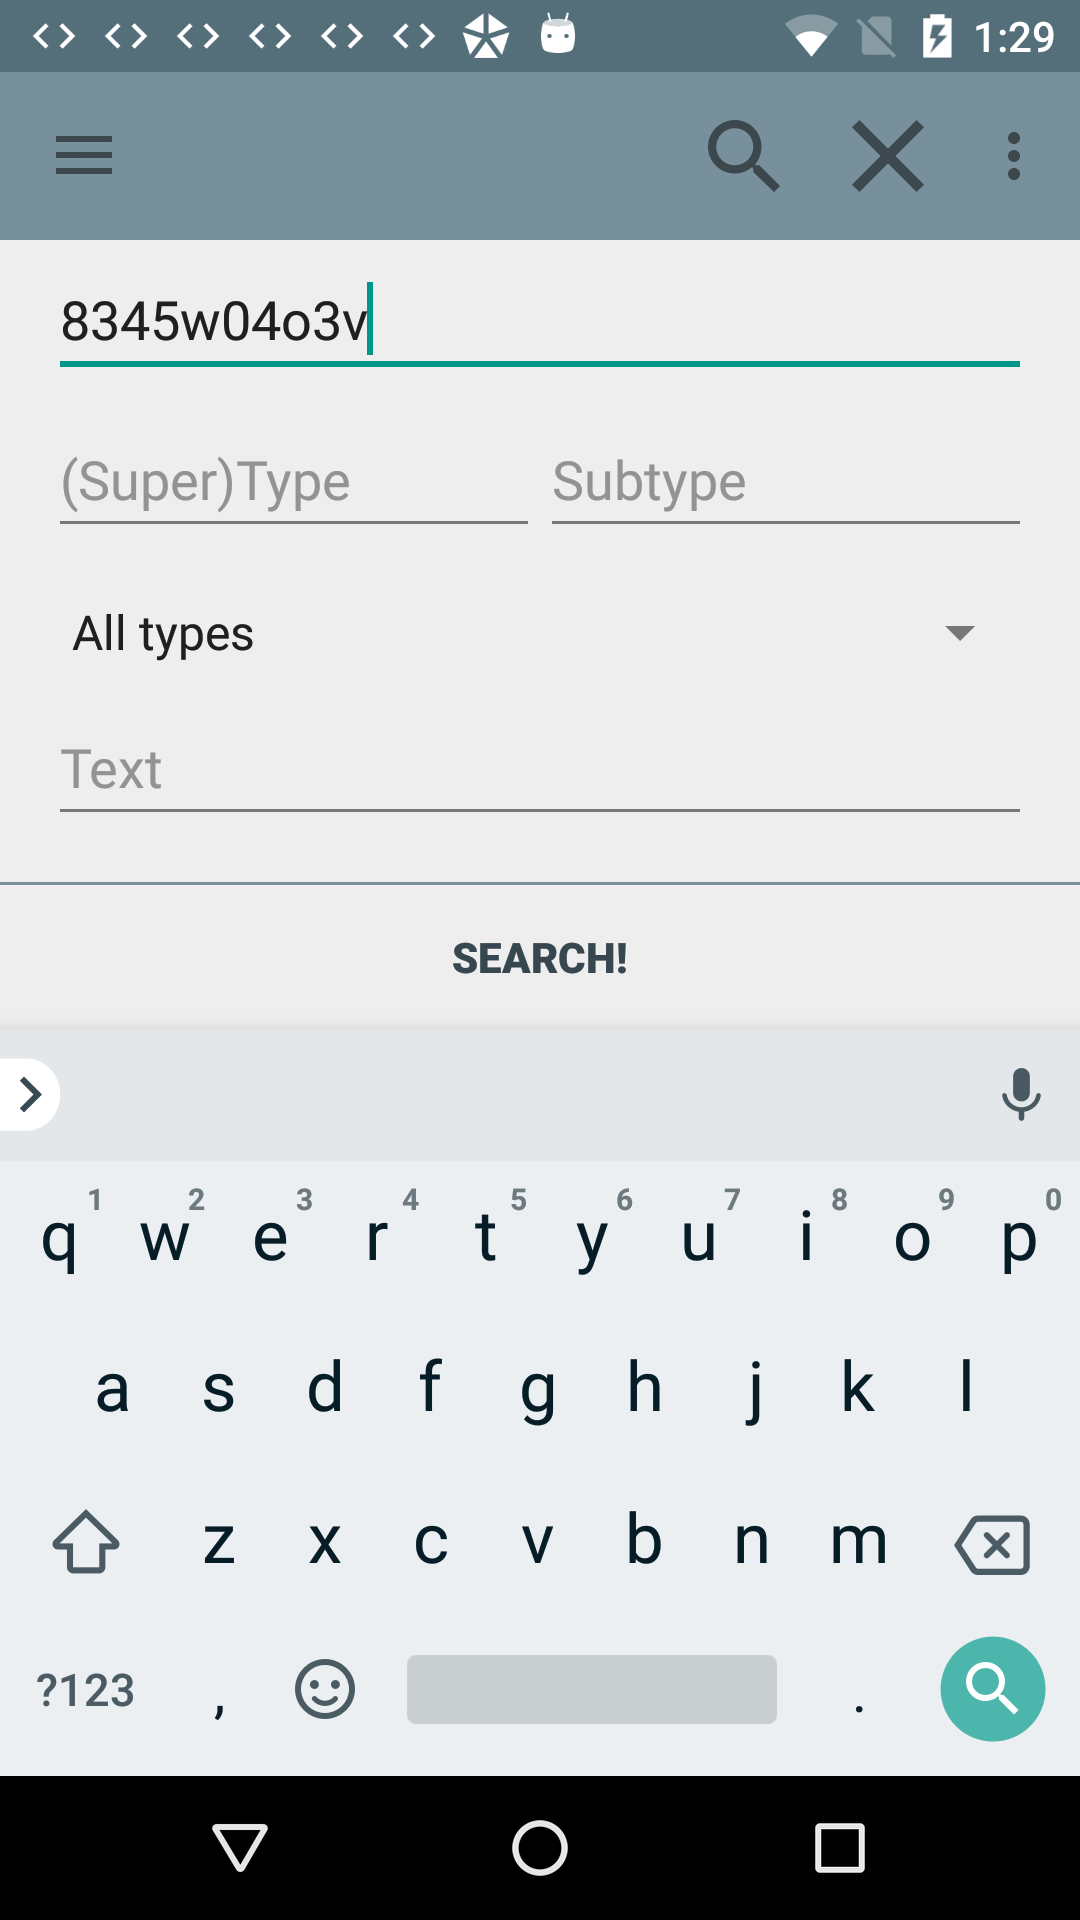 1:29
8345w04o3v
(Super)Type Subtype
All types
Text
SEARCH!
1 2 3 4 5 6 7 8 9 0
q w e r t y u i o p
a s d f g h j k l
z x c v b n m
?123 , .